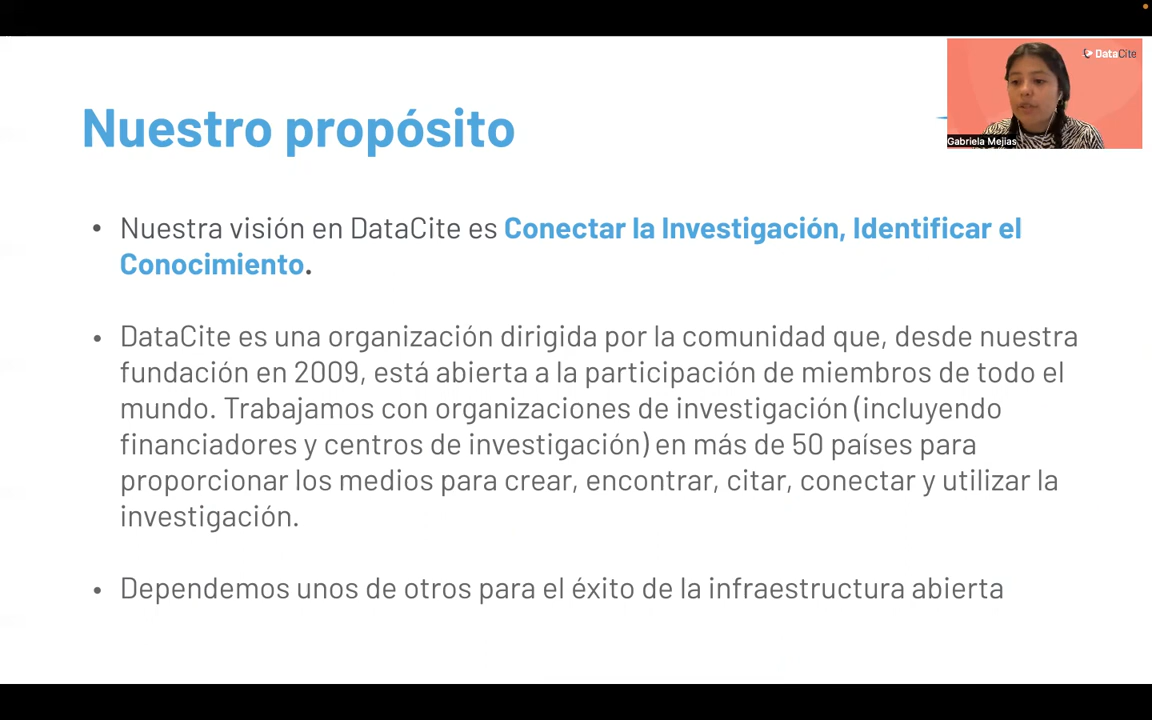 DataCite
Gabriela Mejias
Nuestro propósito
• Nuestra visión en DataCite es Conectar la Investigación, Identificar el
Conocimiento.
• DataCite es una organización dirigida por la comunidad que, desde nuestra
fundación en 2009, está abierta a la participación de miembros de todo el
mundo. Trabajamos con organizaciones de investigación (incluyendo
financiadores y centros de investigación) en más de 50 países para
proporcionar los medios para crear, encontrar, citar, conectar y utilizar la
investigación.
• Dependemos unos de otros para el éxito de la infraestructura abierta